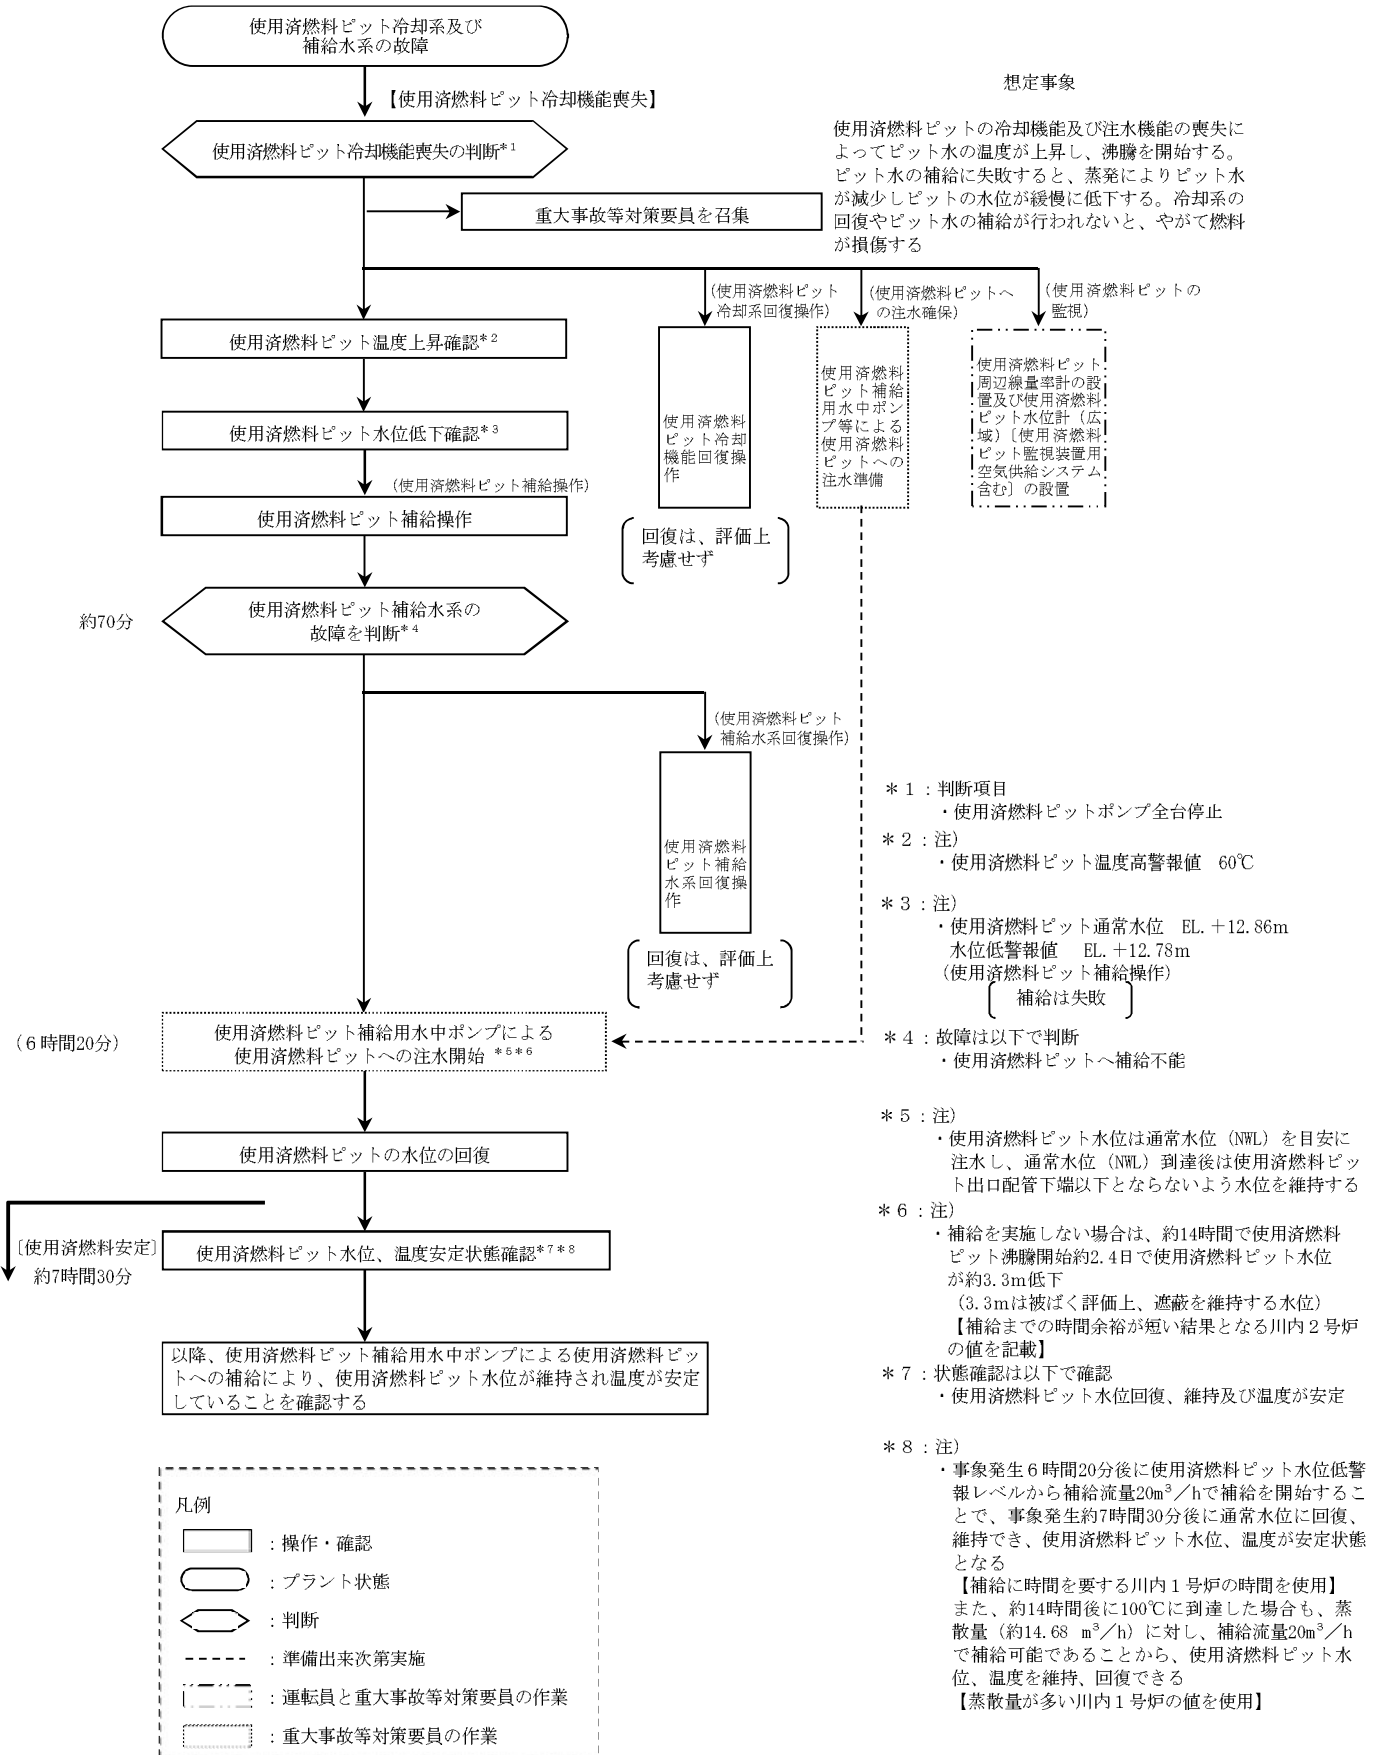 使用済燃料ピット冷却系及び
補給水系の故障
【使用済燃料ピット冷却機能喪失】
想定事象
使用済燃料ピットの冷却機能及び注水機能の喪失に
よってピット水の温度が上昇し、沸騰を開始する。
ピット水の補給に失敗すると、蒸発によりピット水
が減少しピットの水位が緩慢に低下する。冷却系の
回復やピット水の補給が行われないと、やがて燃料
が損傷する
使用済燃料ピット冷却機能喪失の判断*1
重大事故等対策要員を召集
(使用済燃料ピット
冷却系回復操作)
(使用済燃料ピットへ
の注水確保)
(使用済燃料ピットの
監視)
使用済燃料ピット温度上昇確認*2
使用済燃料ピット水位低下確認*3
(使用済燃料ピット補給操作)
使用済燃料ピット補給操作
使用済燃料
ピット冷却
機能回復操
作
使用済燃料
ピット補給
用水中ポン
プ等による
使用済燃料
ピットへの
注水準備
使用済燃料ピット
周辺線量率計の設
置及び使用済燃料
ピット水位計(広
域)〔使用済燃料
ピット監視装置用
空気供給システム
含む〕の設置
回復は、評価上
考慮せず
約70分
使用済燃料ピット補給水系の
故障を判断*4
(使用済燃料ピット
補給水系回復操作)
使用済燃料
ピット補給
水系回復操
作
回復は、評価上
考慮せず
(6時間20分)
使用済燃料ピット補給用水中ポンプによる
使用済燃料ピットへの注水開始 *5*6
使用済燃料ピットの水位の回復
〔使用済燃料安定〕
約7時間30分
使用済燃料ピット水位、温度安定状態確認*7*8
以降、使用済燃料ピット補給用水中ポンプによる使用済燃料ピッ
トへの補給により、使用済燃料ピット水位が維持され温度が安定
していることを確認する
*1:判断項目
・使用済燃料ピットポンプ全台停止
*2:注)
・使用済燃料ピット温度高警報値 60℃
*3:注)
・使用済燃料ピット通常水位 EL.+12.86m
水位低警報値 EL.+12.78m
(使用済燃料ピット補給操作)
補給は失敗
*4:故障は以下で判断
・使用済燃料ピットへ補給不能
*5:注)
・使用済燃料ピット水位は通常水位(NWL)を目安に
注水し、通常水位(NWL)到達後は使用済燃料ピッ
ト出口配管下端以下とならないよう水位を維持する
*6:注)
・補給を実施しない場合は、約14時間で使用済燃料
ピット沸騰開始約2.4日で使用済燃料ピット水位
が約3.3m低下
(3.3mは被ばく評価上、遮蔽を維持する水位)
【補給までの時間余裕が短い結果となる川内2号炉
の値を記載】
*7:状態確認は以下で確認
・使用済燃料ピット水位回復、維持及び温度が安定
*8:注)
・事象発生6時間20分後に使用済燃料ピット水位低警
報レベルから補給流量20m³/hで補給を開始するこ
とで、事象発生約7時間30分後に通常水位に回復、
維持でき、使用済燃料ピット水位、温度が安定状態
となる
【補給に時間を要する川内1号炉の時間を使用】
また、約14時間後に100℃に到達した場合も、蒸
散量(約14.68 m³/h)に対し、補給流量20m³/h
で補給可能であることから、使用済燃料ピット水
位、温度を維持、回復できる
【蒸散量が多い川内1号炉の値を使用】
凡例
:操作・確認
:プラント状態
:判断
:準備出来次第実施
:運転員と重大事故等対策要員の作業
:重大事故等対策要員の作業